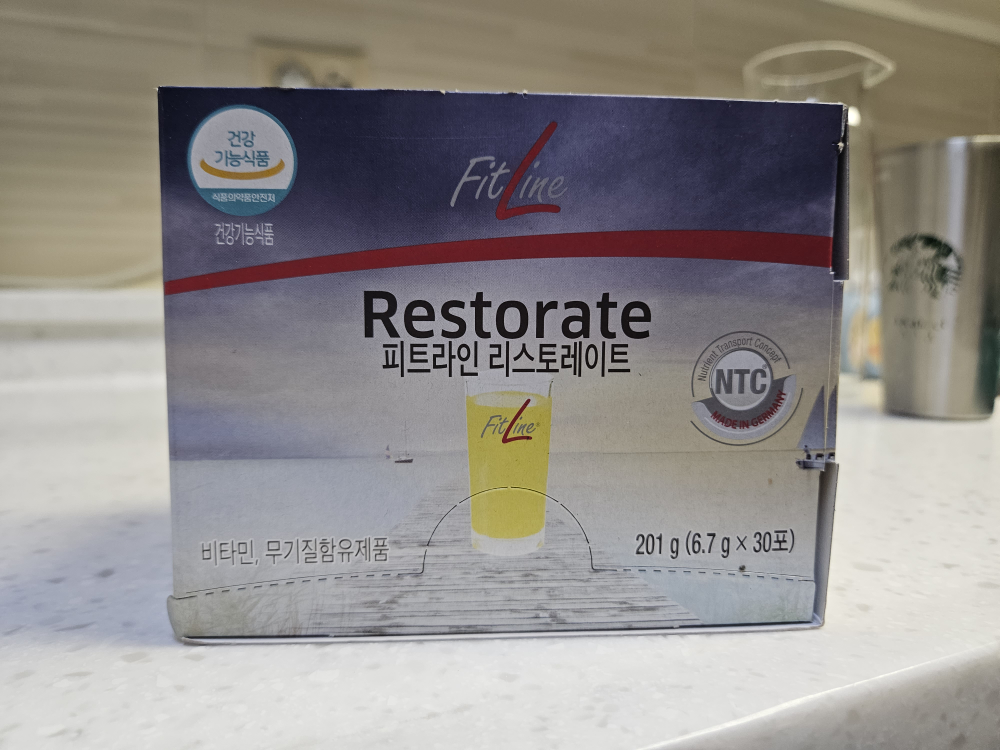 건강
기능식품
식품의약품안전처
건강기능식품
FitLine
Restorate
피트라인 리스토레이트
Nutrient Transport Concept
NTC®
MADE IN GERMANY
FitLine®
비타민, 무기질함유제품
201 g (6.7 g × 30포)